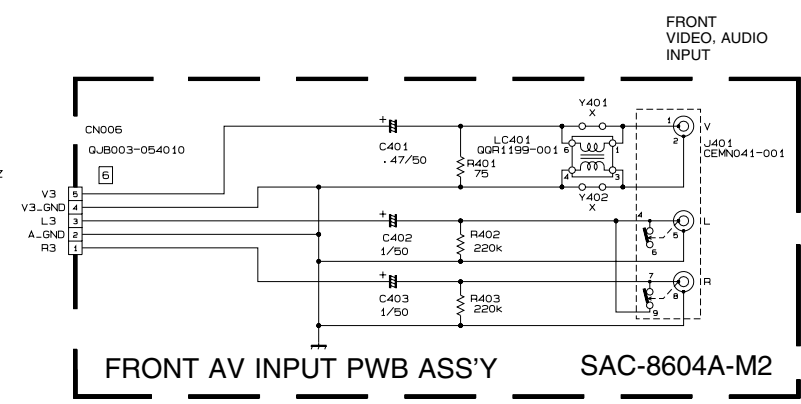 FRONT
VIDEO, AUDIO
INPUT
Y401
X
CN006
QJB003-054010
6
+
C401
.47/50
LC401
QQR1199-001
6
1
4
3
R401
75
Y402
X
1
2
V
J401
CEMN041-001
Z
V3
5
V3_GND
4
L3
3
A_GND
2
R3
1
+
C402
1/50
R402
220k
4
5
6
L
+
C403
1/50
R403
220k
7
8
9
R
FRONT AV INPUT PWB ASS'Y
SAC-8604A-M2